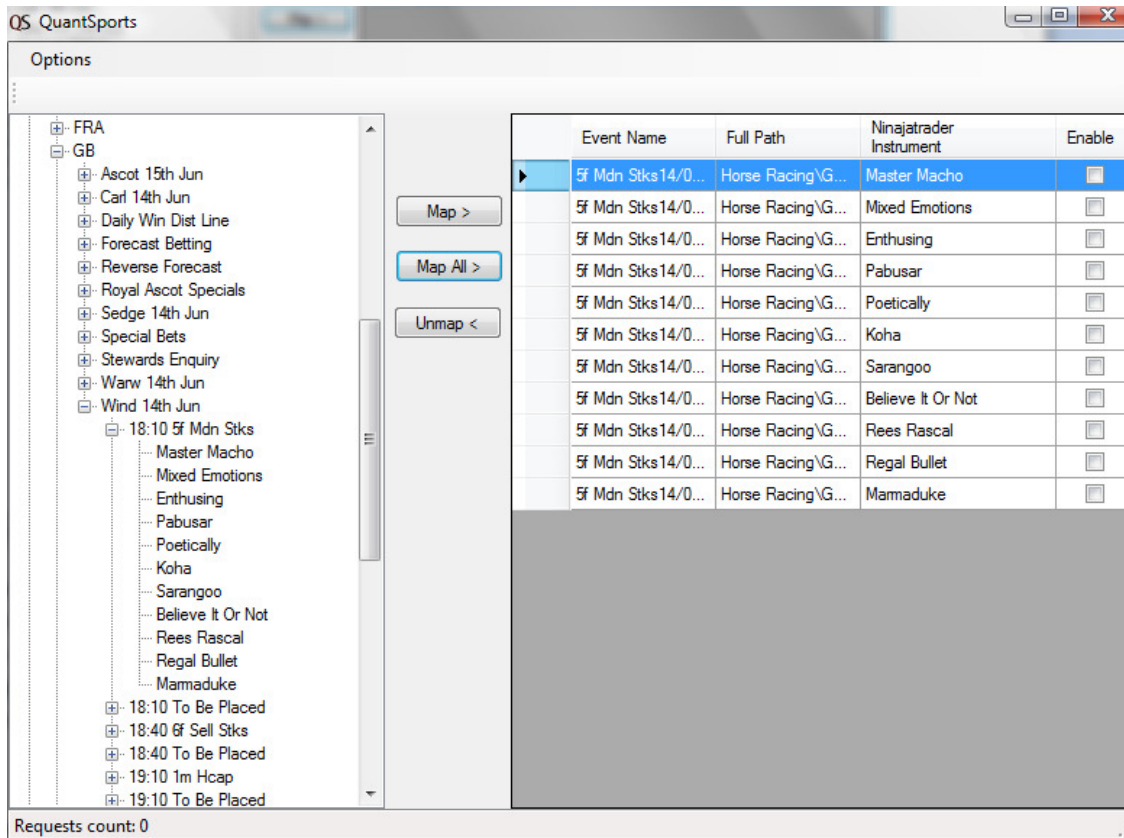 QS QuantSports
Options
FRA
GB
Ascot 15th Jun
Carl 14th Jun
Daily Win Dist Line
Forecast Betting
Reverse Forecast
Royal Ascot Specials
Sedge 14th Jun
Special Bets
Stewards Enquiry
Warw 14th Jun
Wind 14th Jun
18:10 5f Mdn Stks
Master Macho
Mixed Emotions
Enthusing
Pabusar
Poetically
Koha
Sarangoo
Believe It Or Not
Rees Rascal
Regal Bullet
Marmaduke
18:10 To Be Placed
18:40 6f Sell Stks
18:40 To Be Placed
19:10 1m Hcap
19:10 To Be Placed
Map >
Map All >
Unmap <
Event Name Full Path Ninajatrader Instrument Enable
5f Mdn Stks14/0... Horse Racing\G... Master Macho
5f Mdn Stks14/0... Horse Racing\G... Mixed Emotions
5f Mdn Stks14/0... Horse Racing\G... Enthusing
5f Mdn Stks14/0... Horse Racing\G... Pabusar
5f Mdn Stks14/0... Horse Racing\G... Poetically
5f Mdn Stks14/0... Horse Racing\G... Koha
5f Mdn Stks14/0... Horse Racing\G... Sarangoo
5f Mdn Stks14/0... Horse Racing\G... Believe It Or Not
5f Mdn Stks14/0... Horse Racing\G... Rees Rascal
5f Mdn Stks14/0... Horse Racing\G... Regal Bullet
5f Mdn Stks14/0... Horse Racing\G... Marmaduke
Requests count: 0